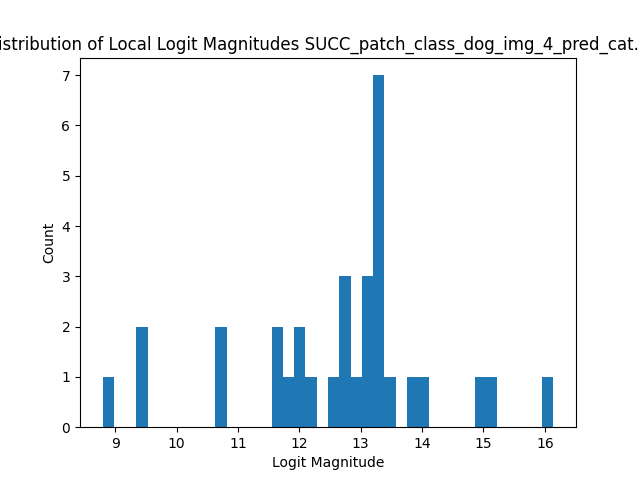 istribution of Local Logit Magnitudes SUCC_patch_class_dog_img_4_pred_cat.
7
6
5
4
3
2
1
0
Count
9 10 11 12 13 14 15 16
Logit Magnitude